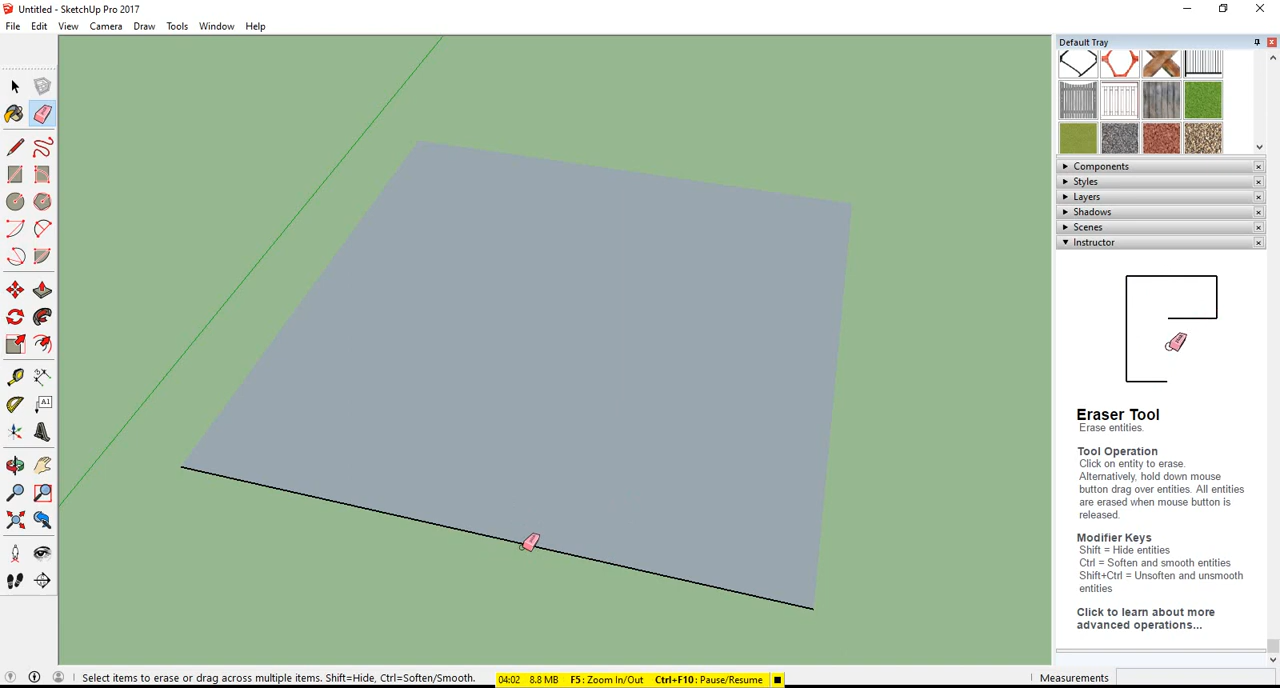 Untitled - SketchUp Pro 2017
File Edit View Camera Draw Tools Window Help
Default Tray
Components
Styles
Layers
Shadows
Scenes
Instructor
A1
Eraser Tool
Erase entities.
Tool Operation
Click on entity to erase.
Alternatively, hold down mouse
button drag over entities. All entities
are erased when mouse button is
released.
Modifier Keys
Shift = Hide entities
Ctrl = Soften and smooth entities
Shift+Ctrl = Unsoften and unsmooth
entities
Click to learn about more
advanced operations...
Select items to erase or drag across multiple items. Shift=Hide, Ctrl=Soften/Smooth.
04:02 8.8 MB F5: Zoom In/Out Ctrl+F10: Pause/Resume
Measurements